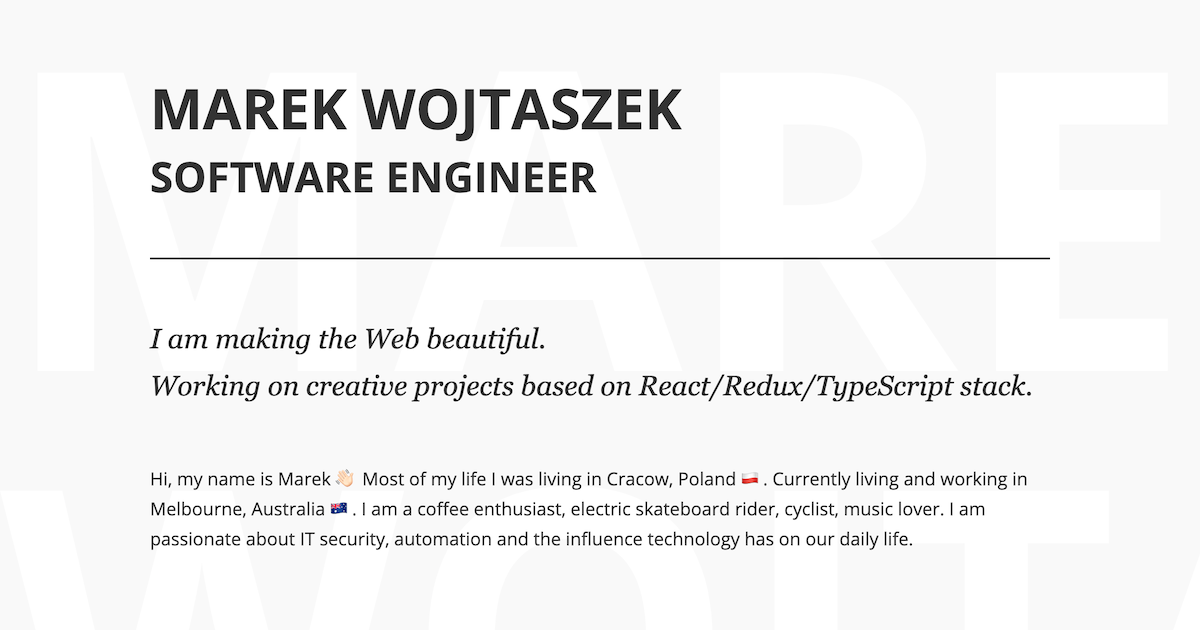 MAREK WOJTASZEK
SOFTWARE ENGINEER
I am making the Web beautiful.
Working on creative projects based on React/Redux/TypeScript stack.
Hi, my name is Marek 👋🏻 Most of my life I was living in Cracow, Poland 🇵🇱 . Currently living and working in
Melbourne, Australia 🇦🇺 . I am a coffee enthusiast, electric skateboard rider, cyclist, music lover. I am
passionate about IT security, automation and the influence technology has on our daily life.
MARE
WOJTA